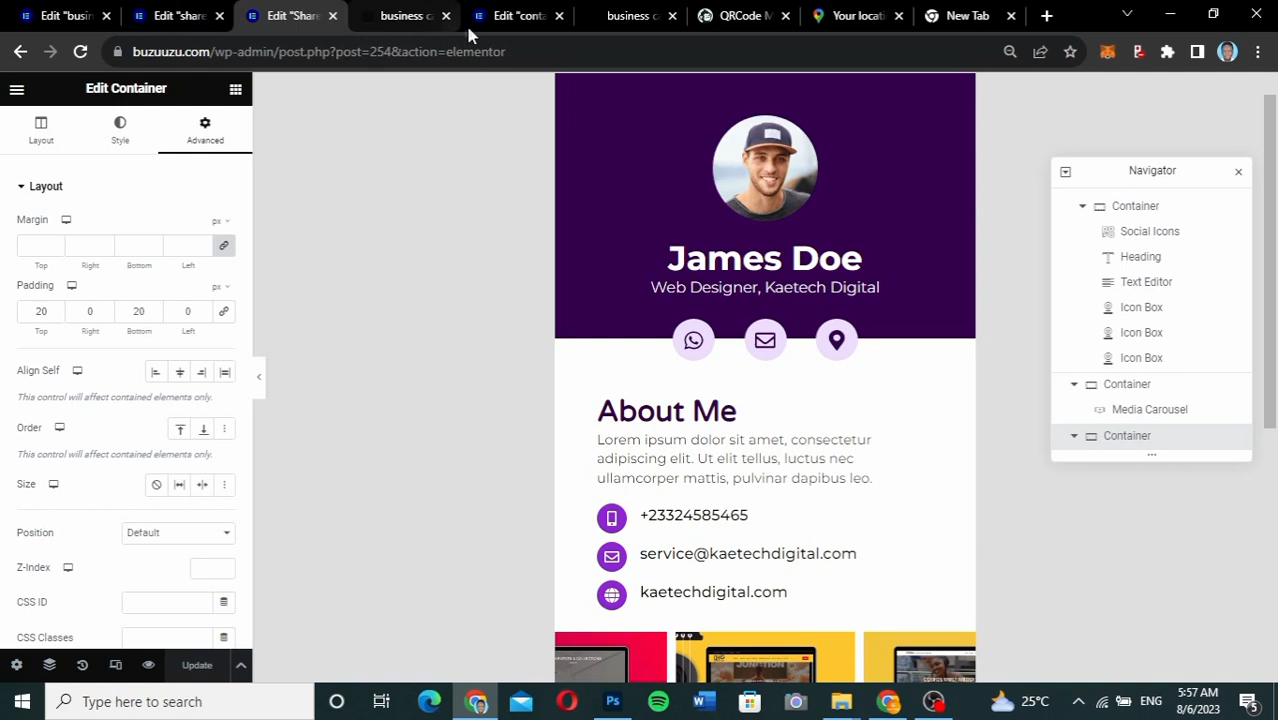 Edit "busin
Edit "share
Edit "Share
business c
Edit "conta
business ca
QRCode M
Your locati
New Tab
buzuuzu.com/wp-admin/post.php?post=254&action=elementor
Edit Container
Layout
Style
Advanced
Layout
Margin
px
Top
Right
Bottom
Left
Padding
px
20
0
20
0
Top
Right
Bottom
Left
Align Self
This control will affect contained elements only.
Order
This control will affect contained elements only.
Size
Position
Default
Z-Index
CSS ID
CSS Classes
Update
James Doe
Web Designer, Kaetech Digital
About Me
Lorem ipsum dolor sit amet, consectetur
adipiscing elit. Ut elit tellus, luctus nec
ullamcorper mattis, pulvinar dapibus leo.
+23324585465
service@kaetechdigital.com
kaetechdigital.com
Navigator
Container
Social Icons
Heading
Text Editor
Icon Box
Icon Box
Icon Box
Container
Media Carousel
Container
Type here to search
25°C
ENG
5:57 AM
8/6/2023
5